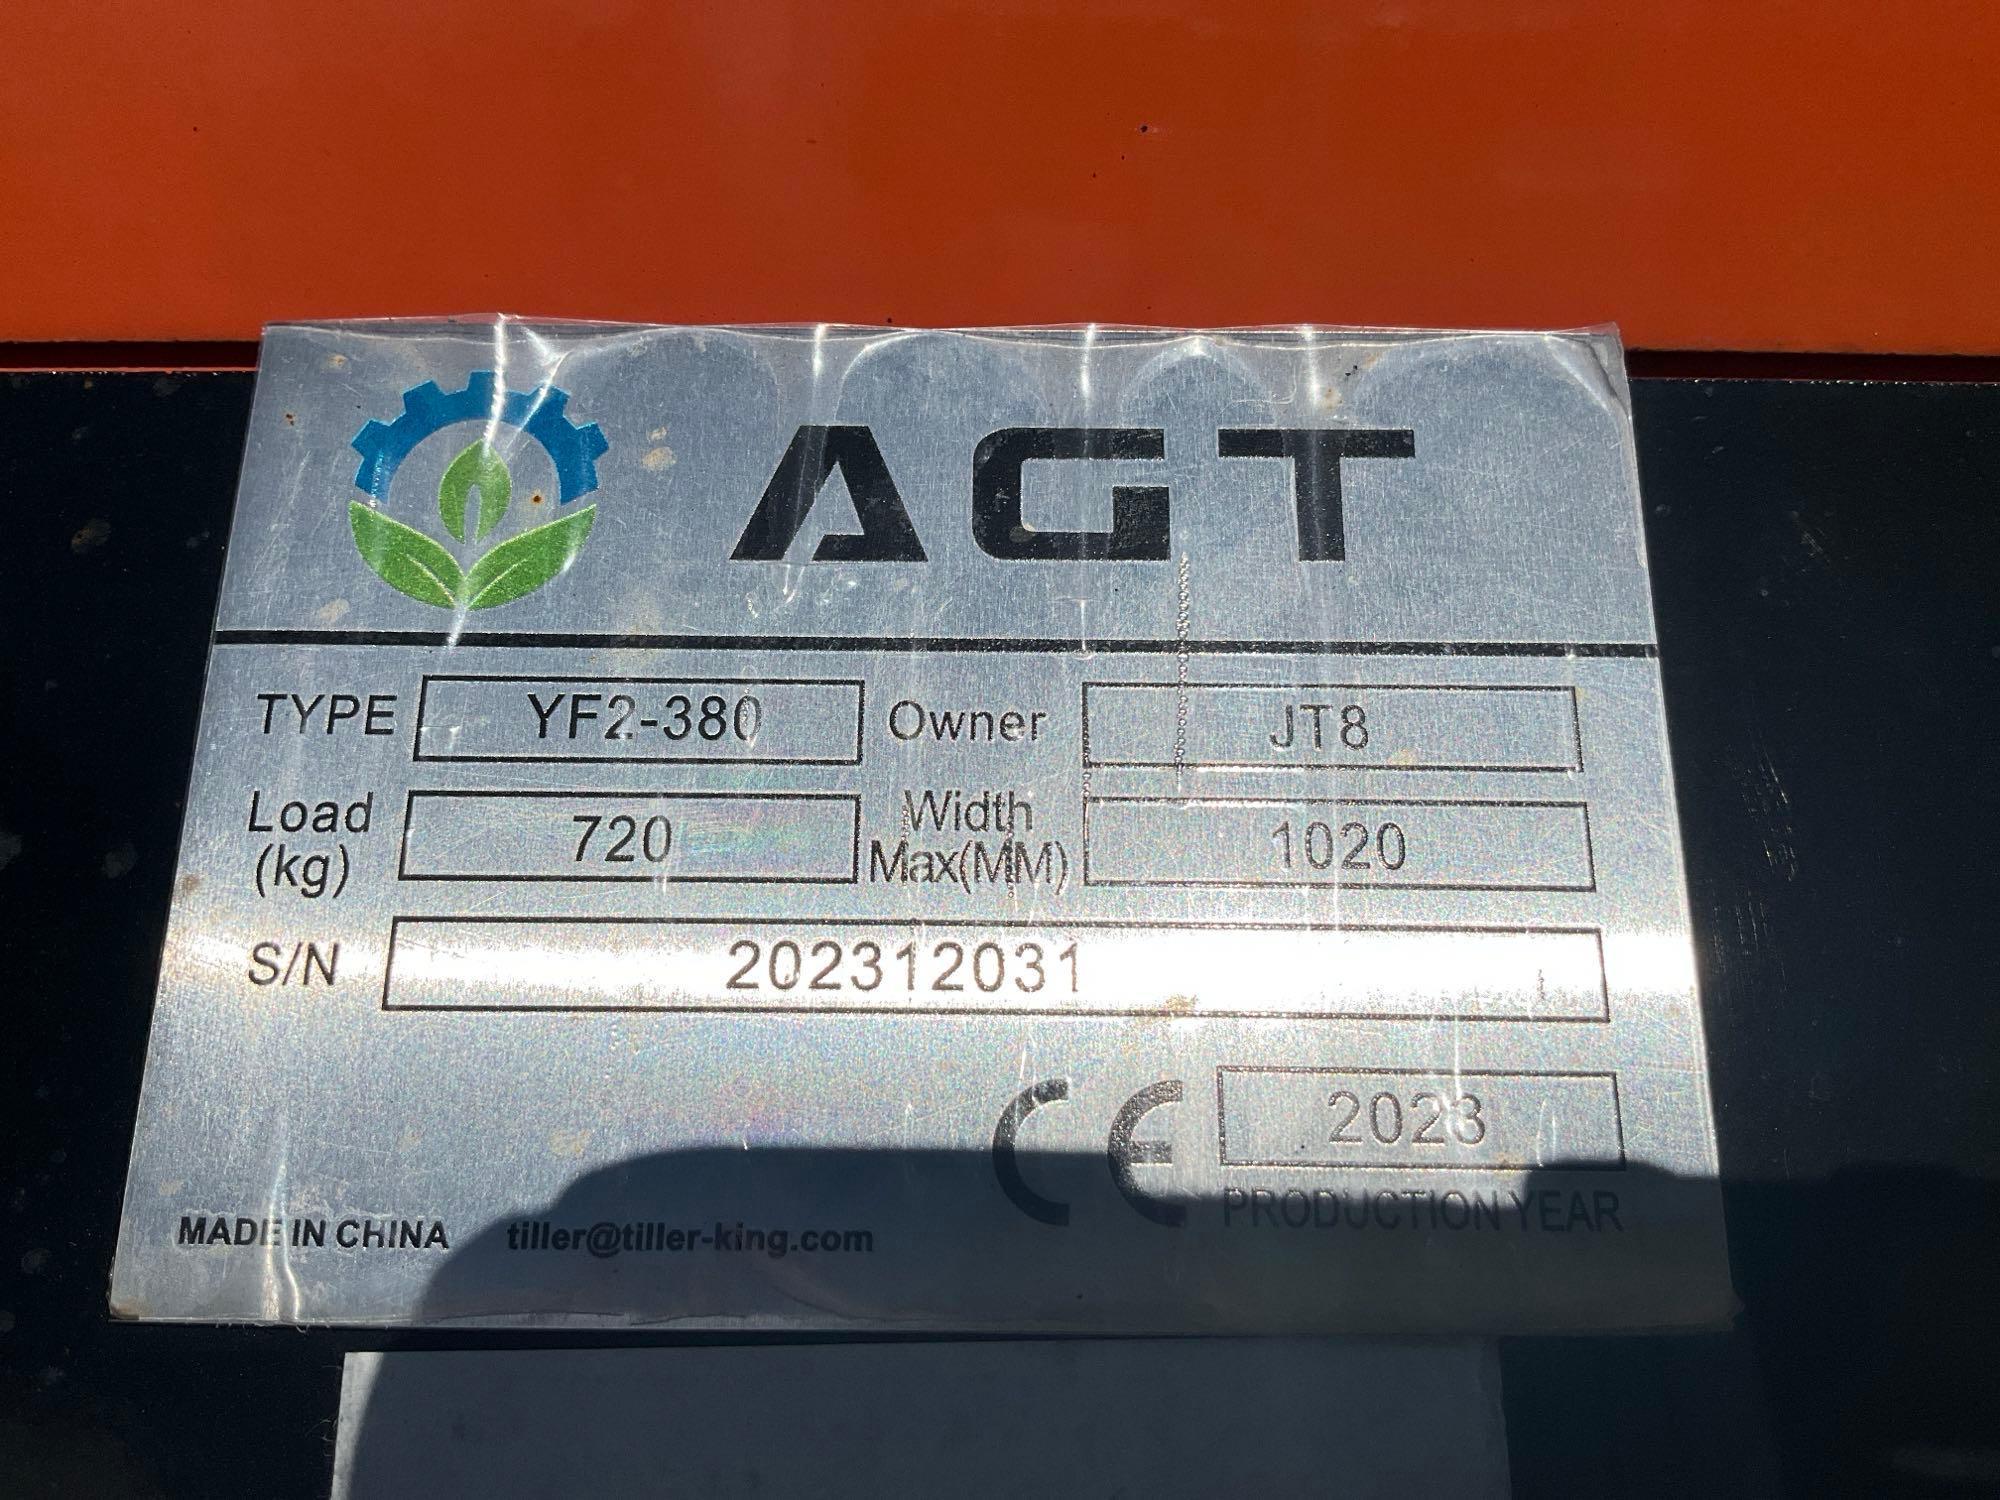 AGT
TYPE YF2-380 Owner JT8
Load (kg) 720 Width Max(MM) 1020
S/N 202312031
CE 2023
PRODUCTION YEAR
MADE IN CHINA tiller@tiller-king.com